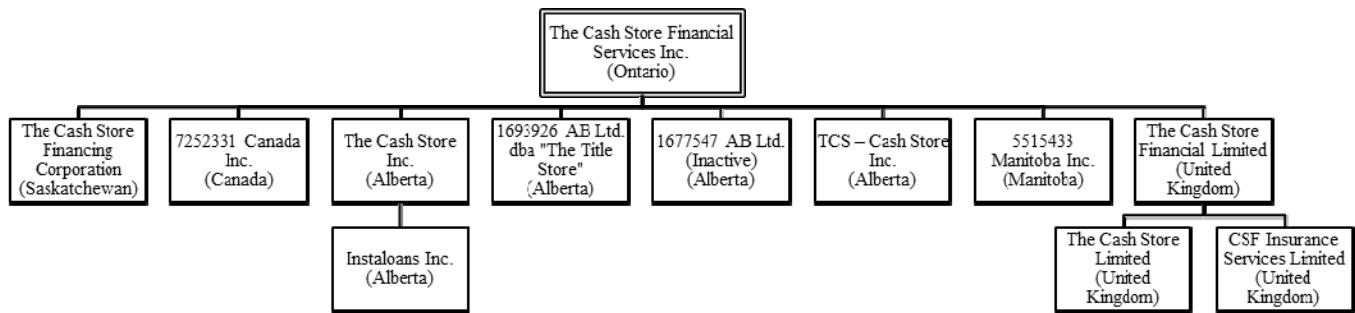 The Cash Store Financial
Services Inc.
(Ontario)
The Cash Store
Financing
Corporation
(Saskatchewan)
7252331 Canada
Inc.
(Canada)
The Cash Store
Inc.
(Alberta)
1693926 AB Ltd.
dba "The Title
Store"
(Alberta)
1677547 AB Ltd.
(Inactive)
(Alberta)
TCS – Cash Store
Inc.
(Alberta)
5515433
Manitoba Inc.
(Manitoba)
The Cash Store
Financial Limited
(United
Kingdom)
Instaloans Inc.
(Alberta)
The Cash Store
Limited
(United
Kingdom)
CSF Insurance
Services Limited
(United
Kingdom)